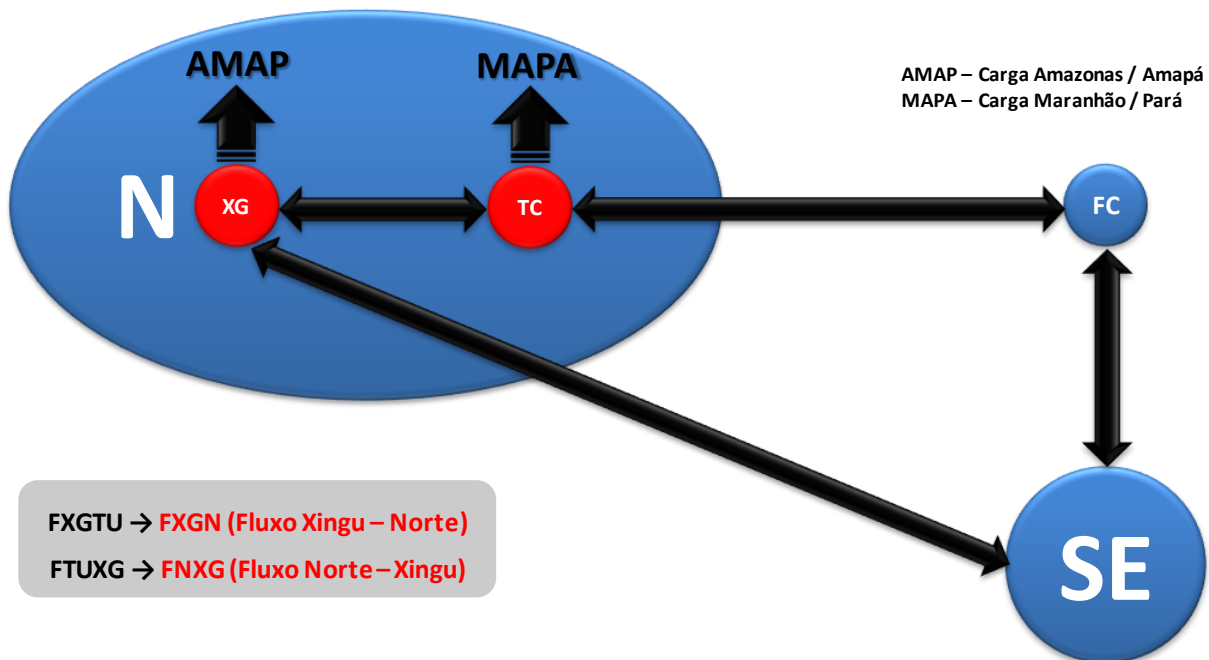 AMAP
MAPA
AMAP – Carga Amazonas / Amapá
MAPA – Carga Maranhão / Pará
N
XG
TC
FC
FXGTU → FXGN (Fluxo Xingu – Norte)
FTUXG → FNXG (Fluxo Norte – Xingu)
SE